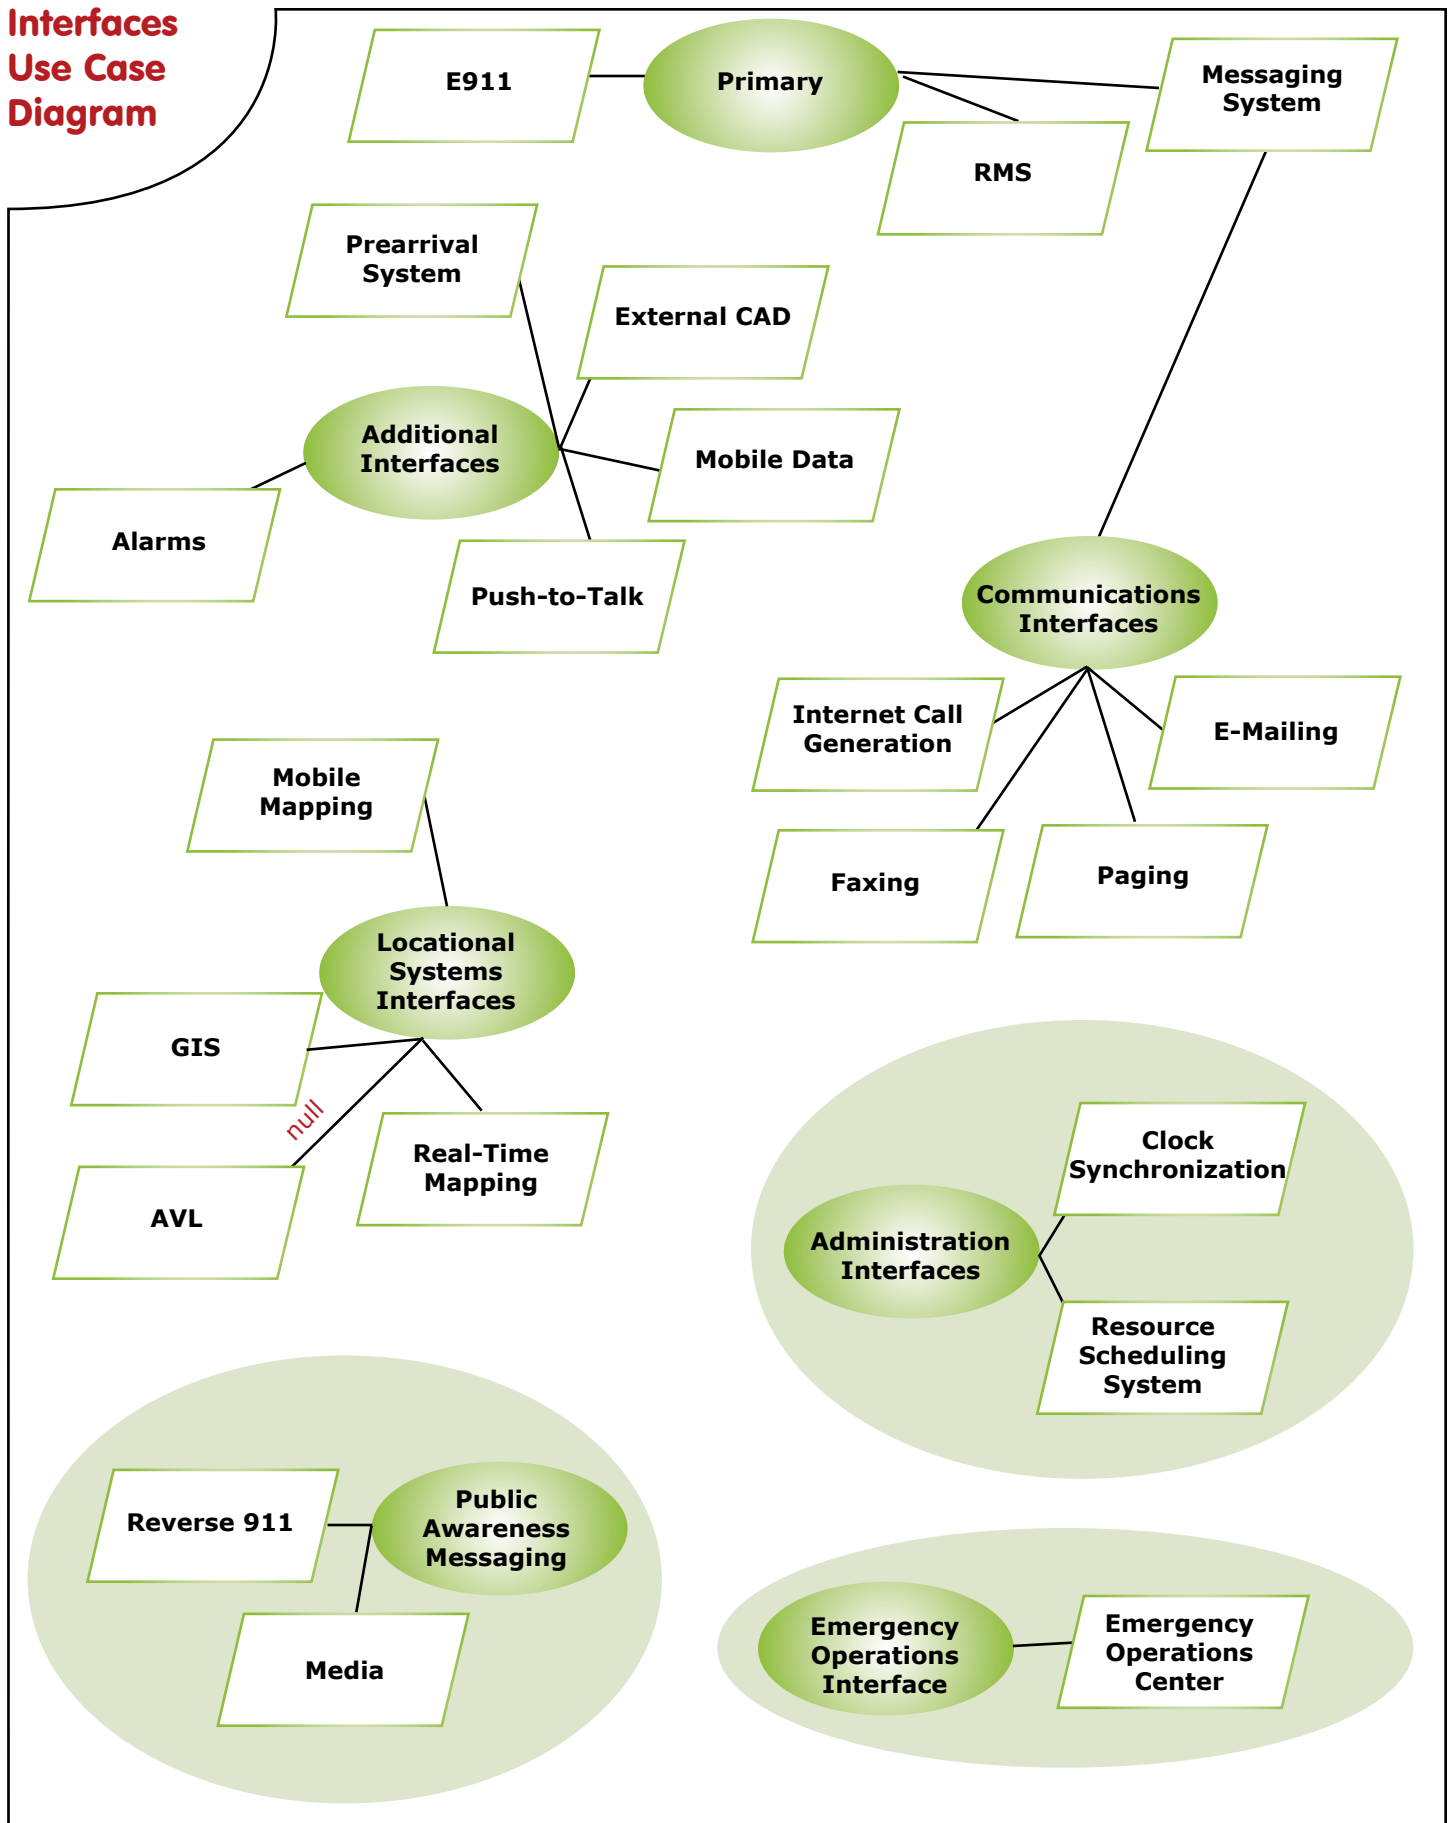 Interfaces
Use Case
Diagram
E911
Primary
Messaging
System
RMS
Prearrival
System
External CAD
Additional
Interfaces
Mobile Data
Alarms
Push-to-Talk
Communications
Interfaces
Internet Call
Generation
E-Mailing
Mobile
Mapping
Faxing
Paging
Locational
Systems
Interfaces
GIS
null
Real-Time
Mapping
AVL
Clock
Synchronization
Administration
Interfaces
Resource
Scheduling
System
Reverse 911
Public
Awareness
Messaging
Media
Emergency
Operations
Interface
Emergency
Operations
Center